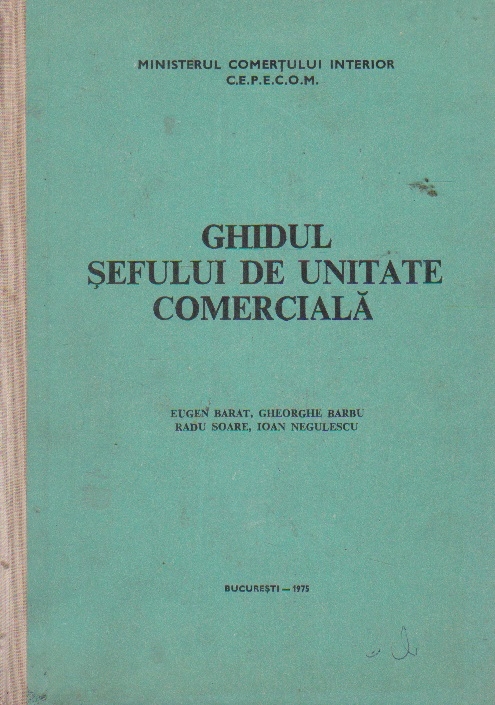 MINISTERUL COMERȚULUI INTERIOR
C.E.P.E.C.O.M.
GHIDUL
ȘEFULUI DE UNITATE
COMERCIALĂ
EUGEN BARAT, GHEORGHE BARBU
RADU SOARE, IOAN NEGULESCU
BUCUREȘTI — 1975